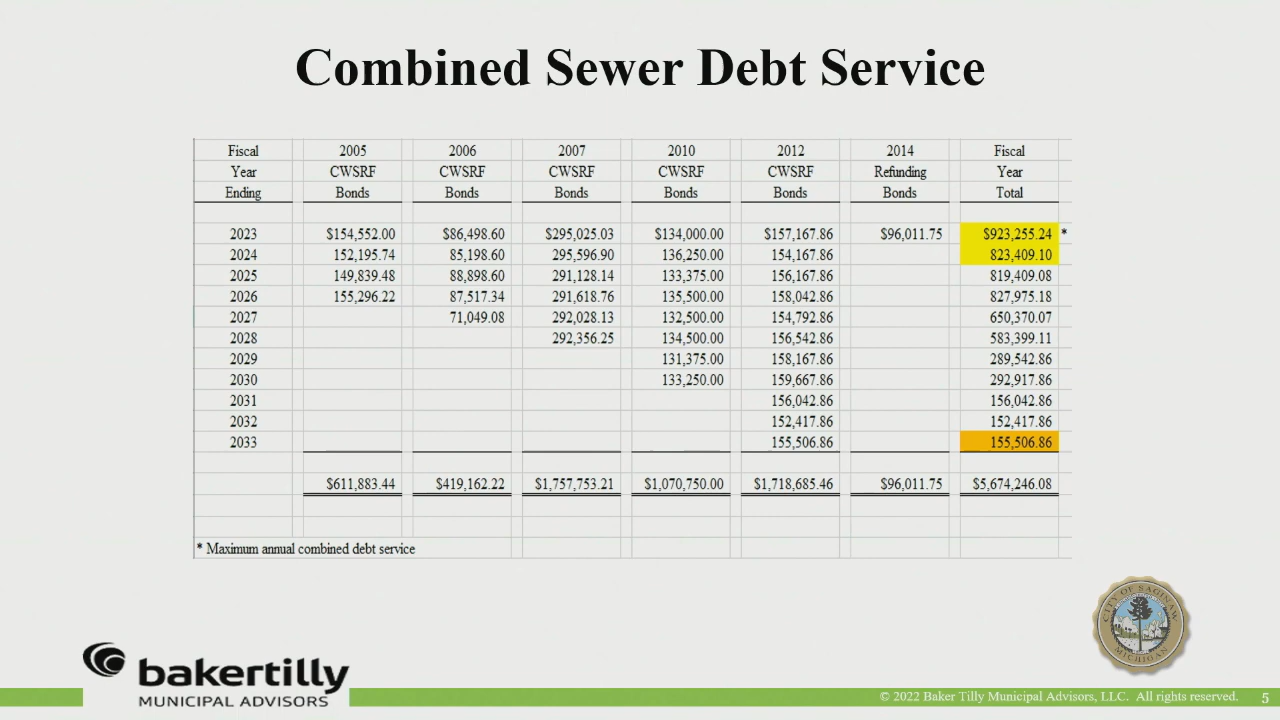 Combined Sewer Debt Service
Fiscal 2005 2006 2007 2010 2012 2014 Fiscal
Year CWSRF CWSRF CWSRF CWSRF CWSRF Refunding Year
Ending Bonds Bonds Bonds Bonds Bonds Bonds Total
2023 $154,552.00 $86,498.60 $295,025.03 $134,000.00 $157,167.86 $96,011.75 $923,255.24 *
2024 152,195.74 85,198.60 295,596.90 136,250.00 154,167.86 823,409.10
2025 149,839.48 88,898.60 291,128.14 133,375.00 156,167.86 819,409.08
2026 155,296.22 87,517.34 291,618.76 135,500.00 158,042.86 827,975.18
2027 71,049.08 292,028.13 132,500.00 154,792.86 650,370.07
2028 292,356.25 134,500.00 156,542.86 583,399.11
2029 131,375.00 158,167.86 289,542.86
2030 133,250.00 159,667.86 292,917.86
2031 156,042.86 156,042.86
2032 152,417.86 152,417.86
2033 155,506.86 155,506.86
$611,883.44 $419,162.22 $1,757,753.21 $1,070,750.00 $1,718,685.46 $96,011.75 $5,674,246.08
* Maximum annual combined debt service
CITY OF SAGINAW
MICHIGAN
bakertilly
MUNICIPAL ADVISORS
© 2022 Baker Tilly Municipal Advisors, LLC. All rights reserved. 5